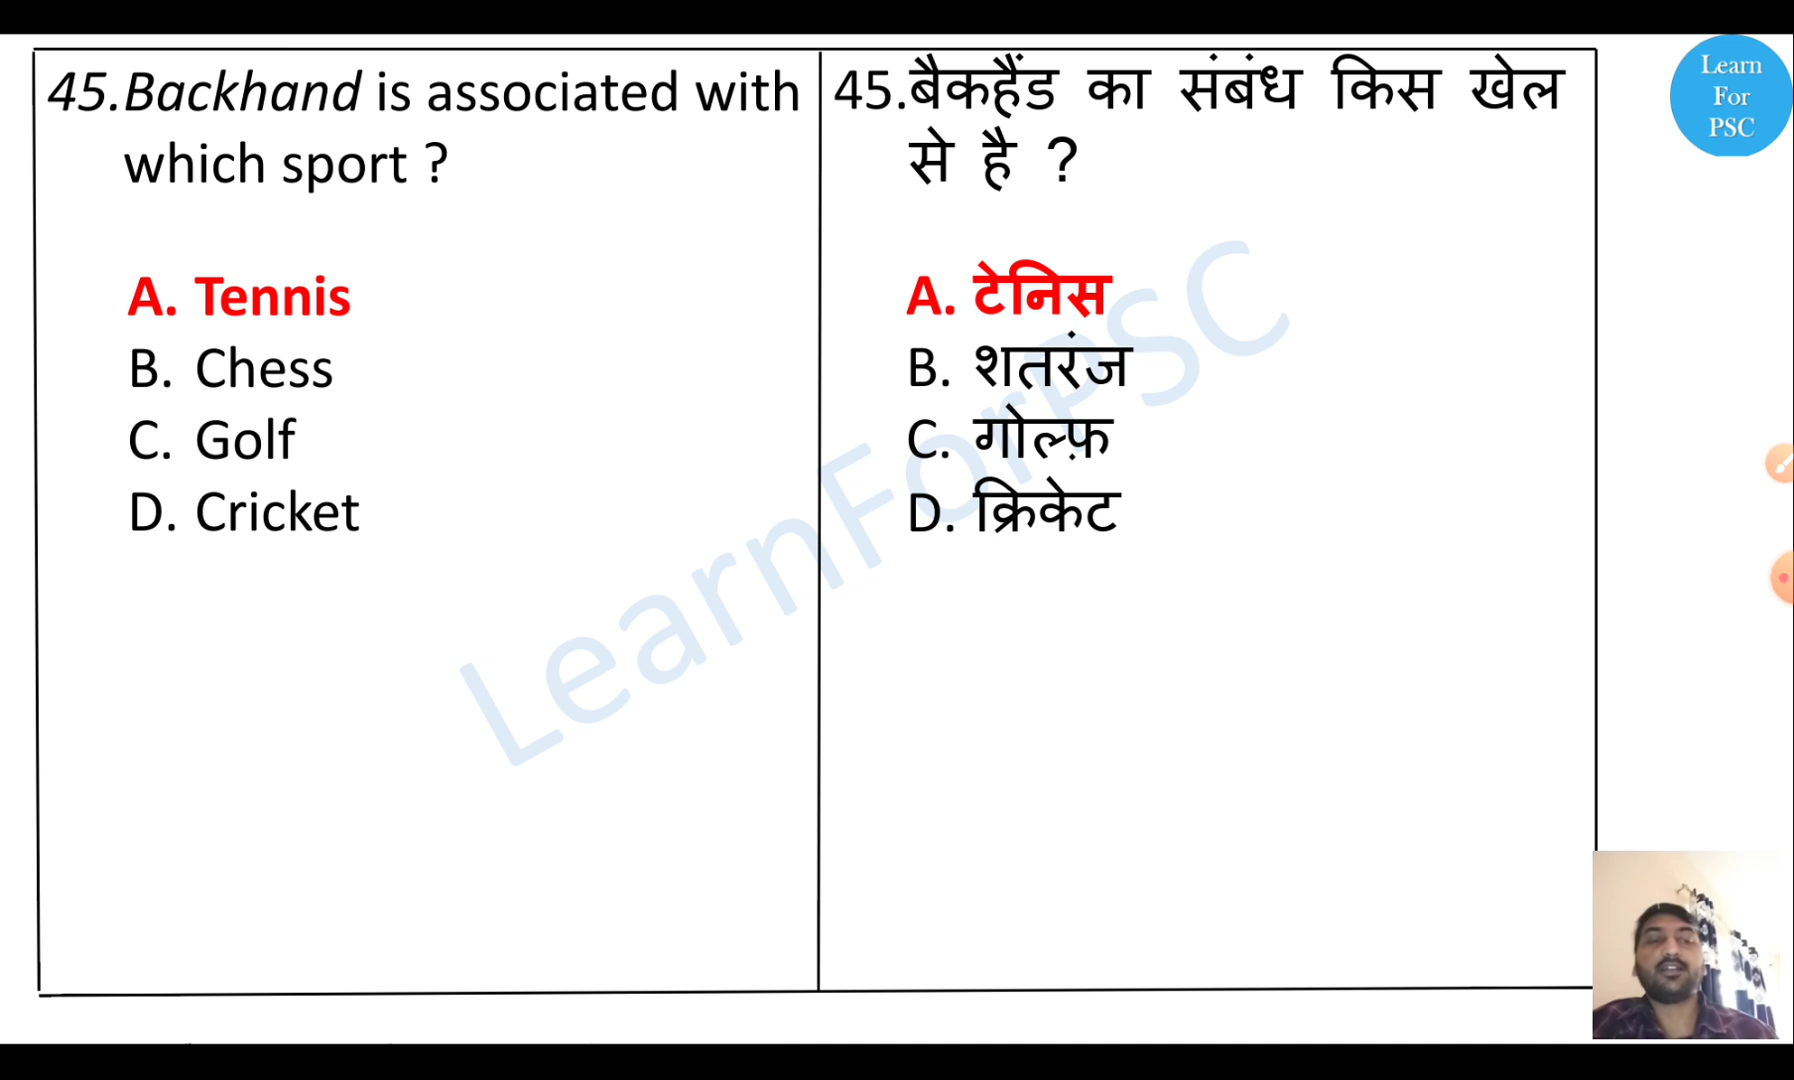 45.Backhand is associated with
which sport ?
A. Tennis
B. Chess
C. Golf
D. Cricket
45.बैकहैंड का संबंध किस खेल
से है ?
A. टेनिस
B. शतरंज
C. गोल्फ़
D. क्रिकेट
LearnForPSC
Learn
For
PSC